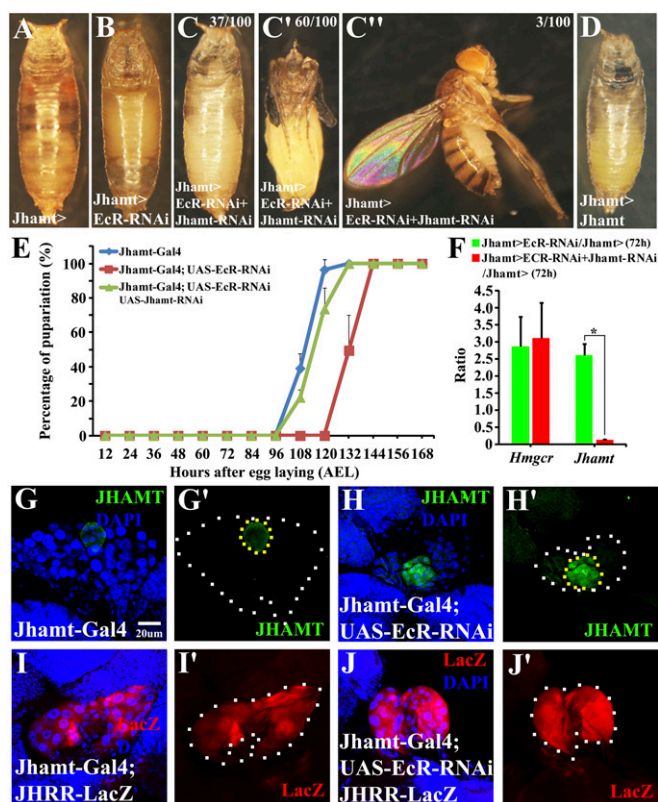 A
B
C
37/100
C'
60/100
C''
3/100
D
Jhamt>
Jhamt>
EcR-RNAi
Jhamt>
EcR-RNAi+
Jhamt-RNAi
Jhamt>
EcR-RNAi+
Jhamt-RNAi
Jhamt>
EcR-RNAi+Jhamt-RNAi
Jhamt>
Jhamt
E
Percentage of pupariation (%)
100
80
60
40
20
0
Jhamt-Gal4
Jhamt-Gal4; UAS-EcR-RNAi
Jhamt-Gal4; UAS-EcR-RNAi
UAS-Jhamt-RNAi
12 24 36 48 60 72 84 96 108 120 132 144 156 168
Hours after egg laying (AEL)
F
Jhamt>EcR-RNAi/Jhamt> (72h)
Jhamt>ECR-RNAi+Jhamt-RNAi
/Jhamt> (72h)
Ratio
4.5
4.0
3.5
3.0
2.5
2.0
1.5
1.0
0.5
0
*
Hmgcr
Jhamt
G
JHAMT
DAPI
Jhamt-Gal4
20um
G'
JHAMT
H
JHAMT
DAPI
Jhamt-Gal4;
UAS-EcR-RNAi
H'
JHAMT
I
LacZ
Jhamt-Gal4;
JHRR-LacZ
I'
LacZ
J
LacZ
DAPI
Jhamt-Gal4;
UAS-EcR-RNAi
JHRR-LacZ
J'
LacZ